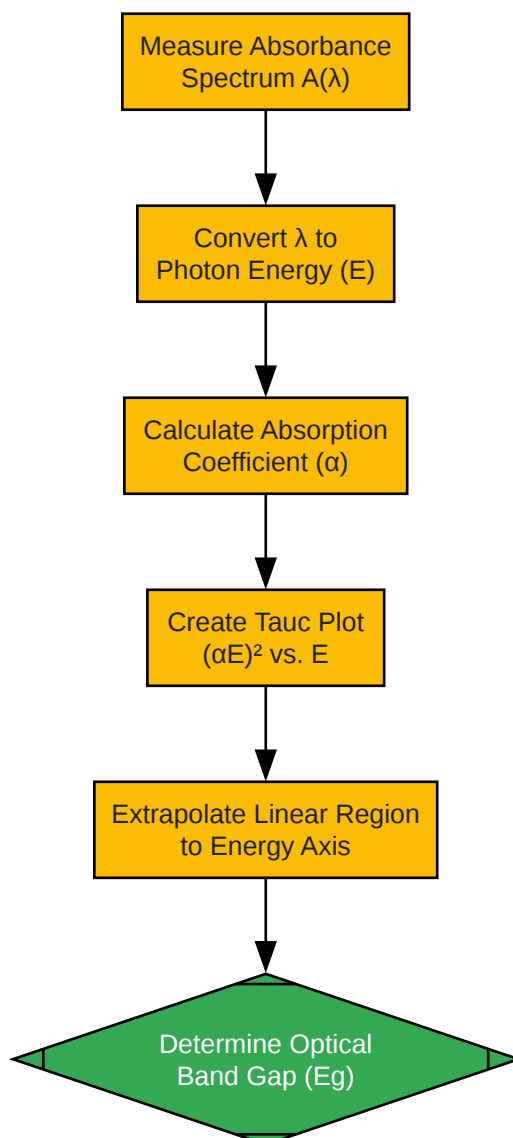 Measure Absorbance
Spectrum A(λ)
Convert λ to
Photon Energy (E)
Calculate Absorption
Coefficient (α)
Create Tauc Plot
(αE)² vs. E
Extrapolate Linear Region
to Energy Axis
Determine Optical
Band Gap (Eg)